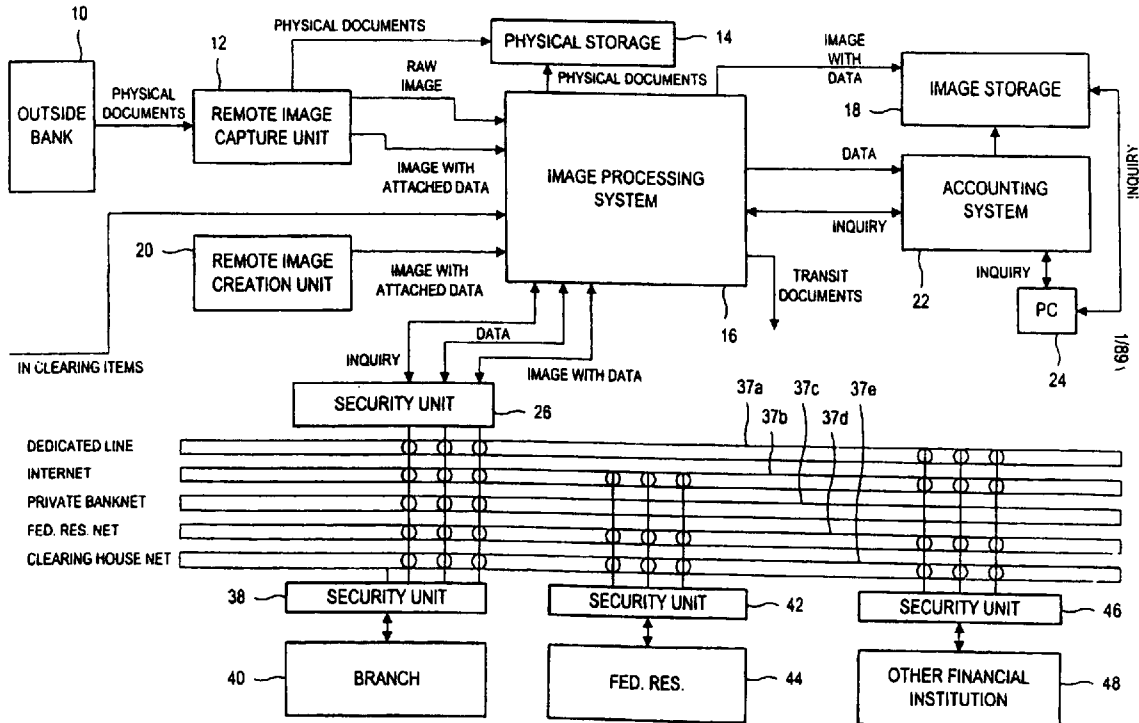 10
12
PHYSICAL DOCUMENTS
PHYSICAL STORAGE
14
IMAGE
WITH
DATA
OUTSIDE
BANK
PHYSICAL
DOCUMENTS
REMOTE IMAGE
CAPTURE UNIT
RAW
IMAGE
PHYSICAL DOCUMENTS
18
IMAGE STORAGE
IMAGE WITH
ATTACHED DATA
IMAGE PROCESSING
SYSTEM
DATA
ACCOUNTING
SYSTEM
INQUIRY
20
REMOTE IMAGE
CREATION UNIT
IMAGE WITH
ATTACHED DATA
INQUIRY
TRANSIT
DOCUMENTS
16
22
INQUIRY
PC
24
1/89
IN CLEARING ITEMS
INQUIRY
DATA
IMAGE WITH DATA
SECURITY UNIT
26
37a
37b
37c
37d
37e
DEDICATED LINE
INTERNET
PRIVATE BANKNET
FED. RES. NET
CLEARING HOUSE NET
38
SECURITY UNIT
SECURITY UNIT
42
SECURITY UNIT
46
40
BRANCH
FED. RES.
44
OTHER FINANCIAL
INSTITUTION
48